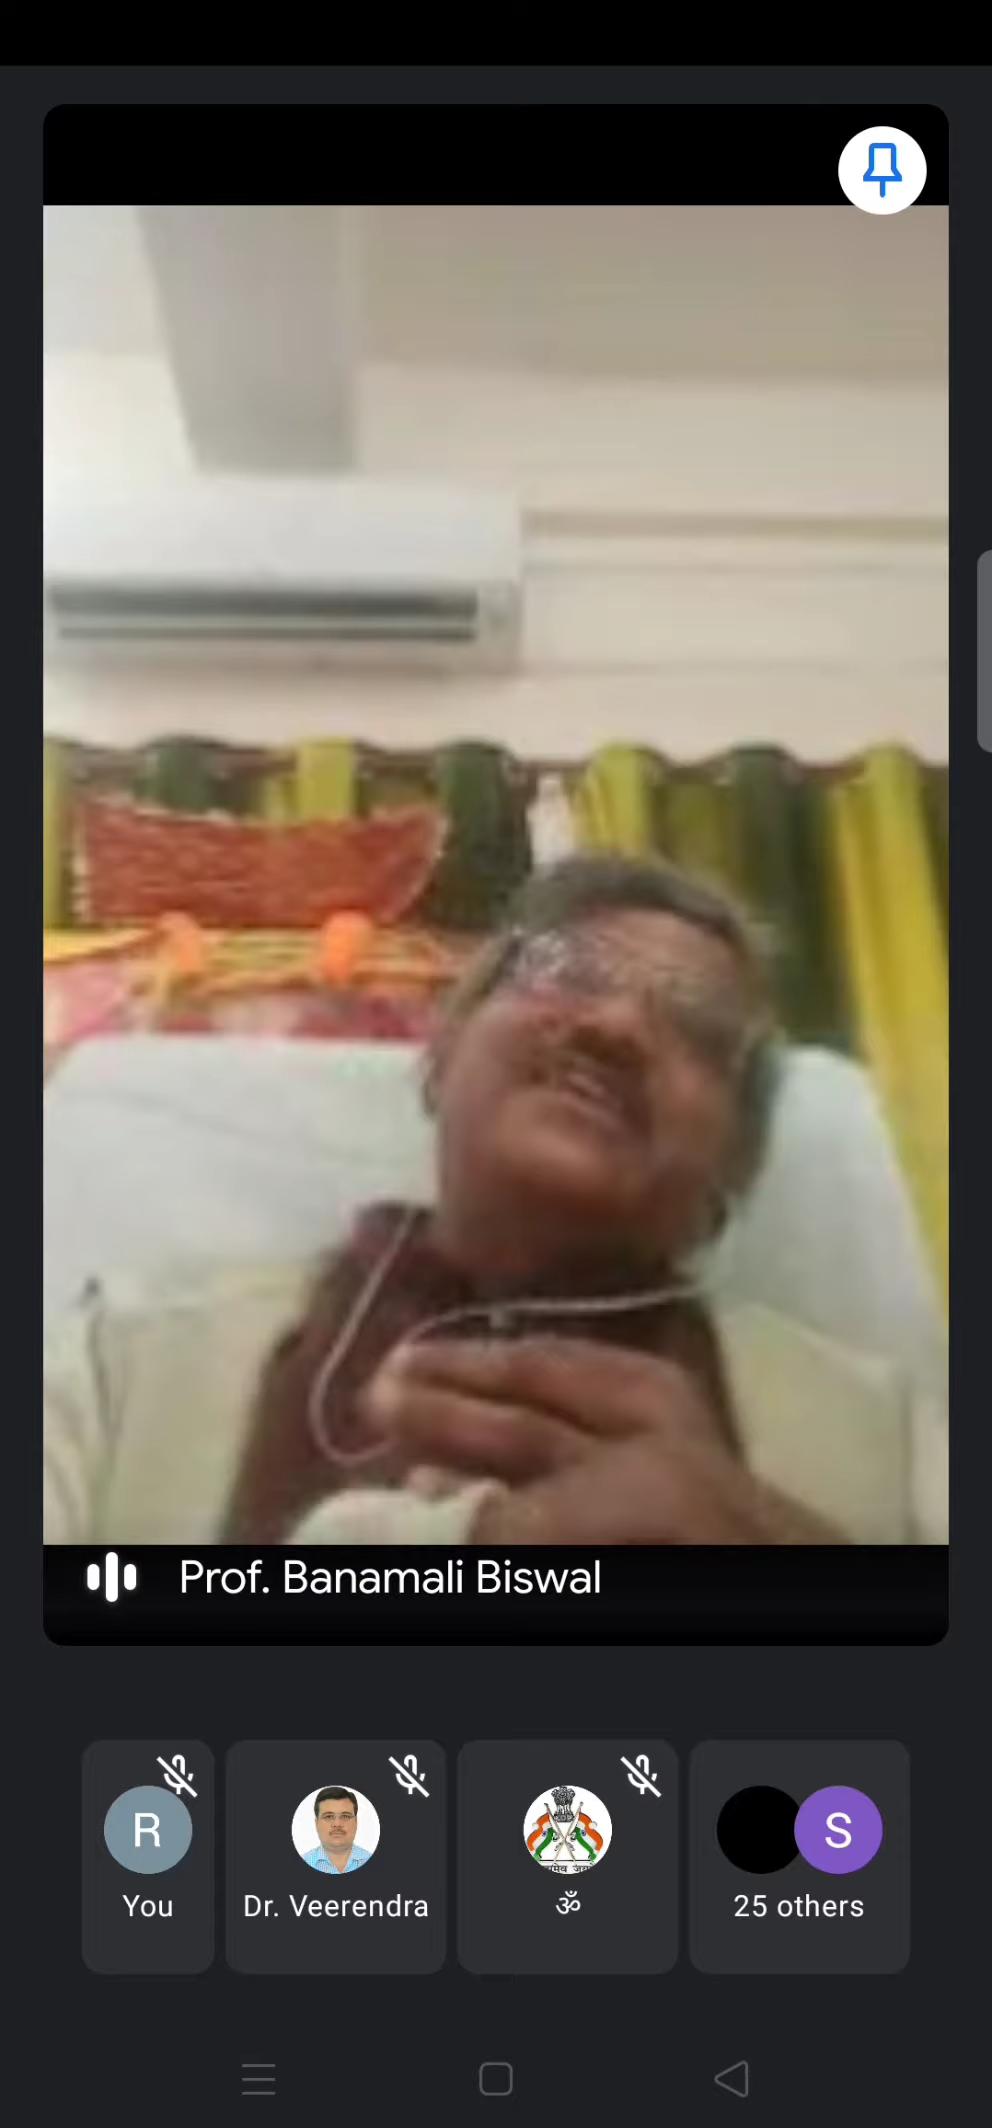 Prof. Banamali Biswal
R
You
Dr. Veerendra
ॐ
S
25 others